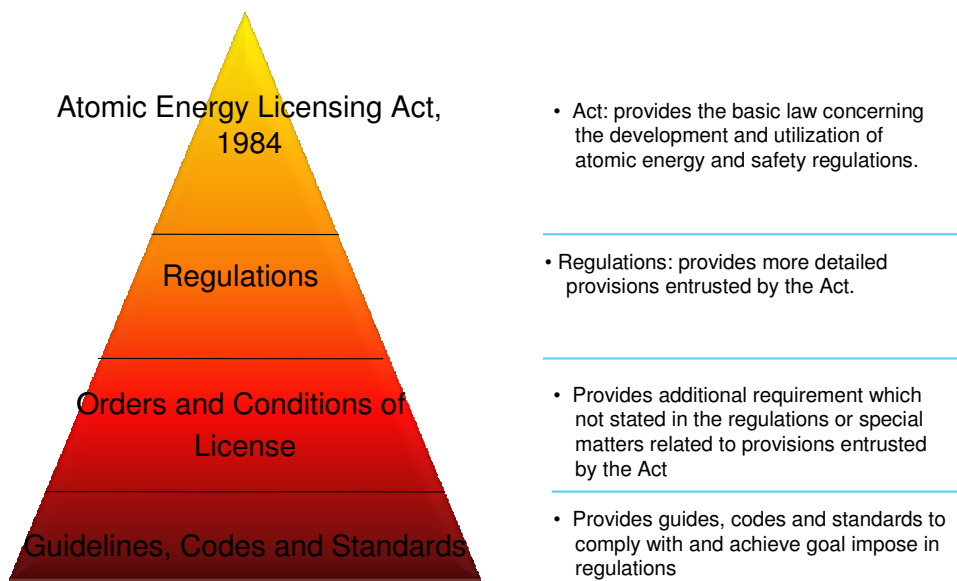 Atomic Energy Licensing Act,
1984
• Act: provides the basic law concerning
the development and utilization of
atomic energy and safety regulations.
Regulations
• Regulations: provides more detailed
provisions entrusted by the Act.
Orders and Conditions of
License
• Provides additional requirement which
not stated in the regulations or special
matters related to provisions entrusted
by the Act
Guidelines, Codes and Standards
• Provides guides, codes and standards to
comply with and achieve goal impose in
regulations